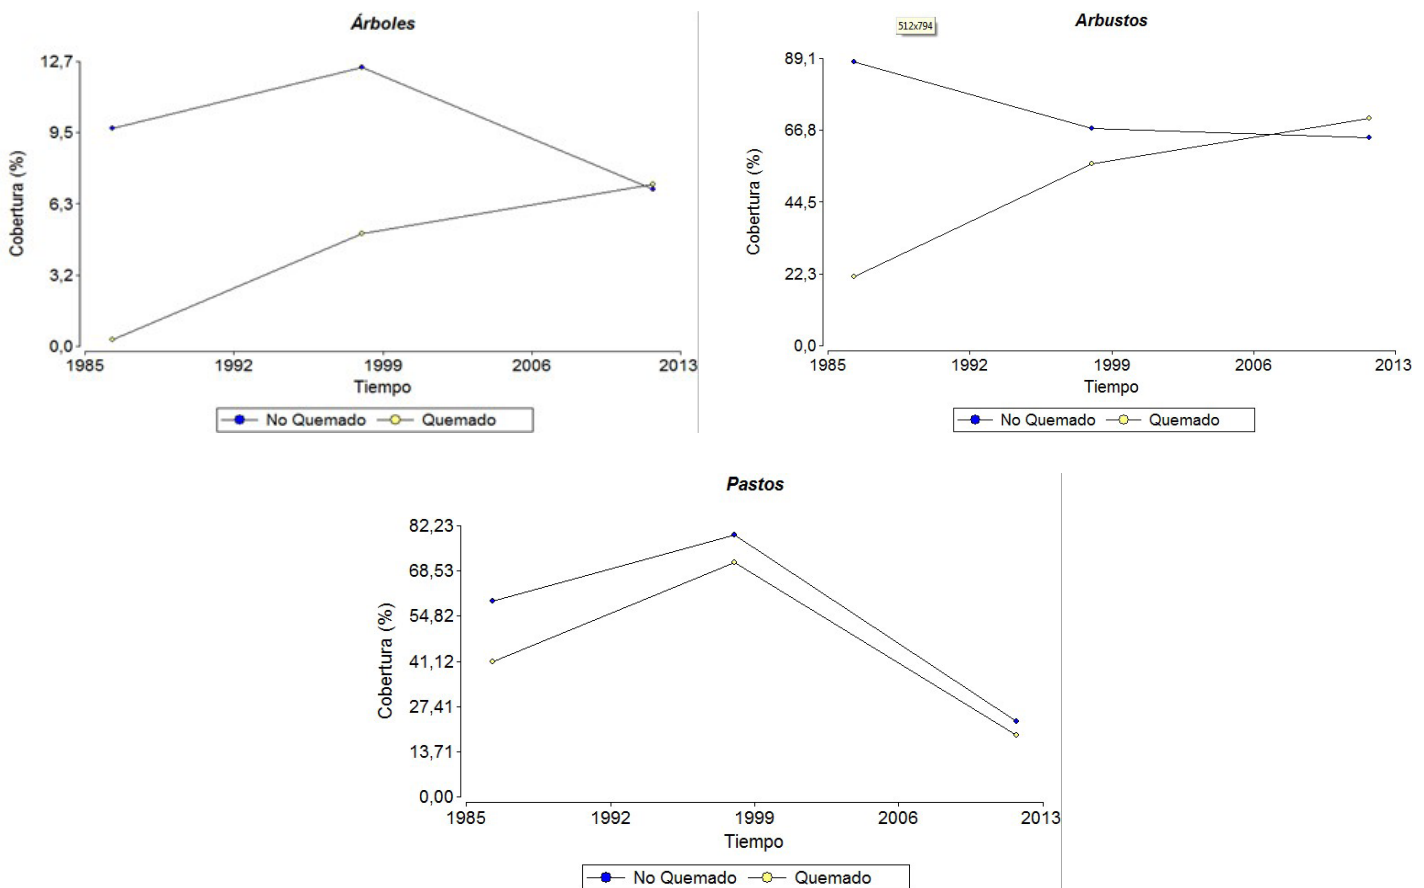 Árboles
12,7
9,5
6,3
3,2
0,0
Cobertura (%)
1985 1992 1999 2006 2013
Tiempo
No Quemado Quemado
512x794
Arbustos
89,1
66,8
44,5
22,3
0,0
Cobertura (%)
1985 1992 1999 2006 2013
Tiempo
No Quemado Quemado
Pastos
82,23
68,53
54,82
41,12
27,41
13,71
0,00
Cobertura (%)
1985 1992 1999 2006 2013
Tiempo
No Quemado Quemado